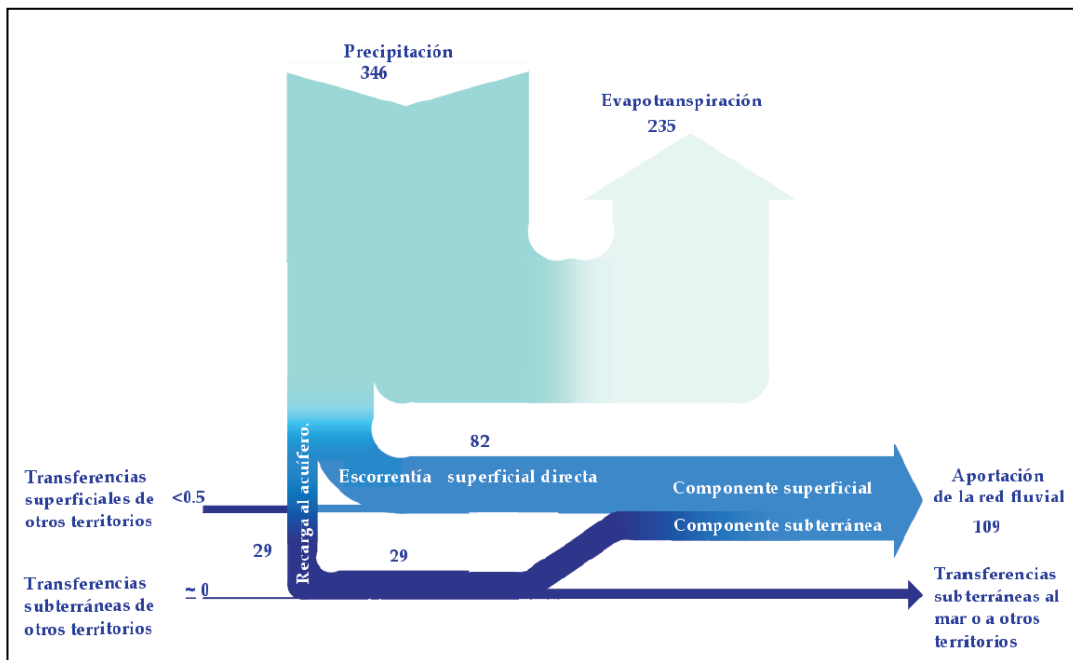 Precipitación
346
Evapotranspiración
235
82
Escorrentía superficial directa
Recarga al acuífero.
Componente superficial
Componente subterránea
Transferencias
superficiales de
otros territorios
<0.5
Aportación
de la red fluvial
109
29
29
Transferencias
subterráneas de
otros territorios
~ 0
Transferencias
subterráneas al
mar o a otros
territorios